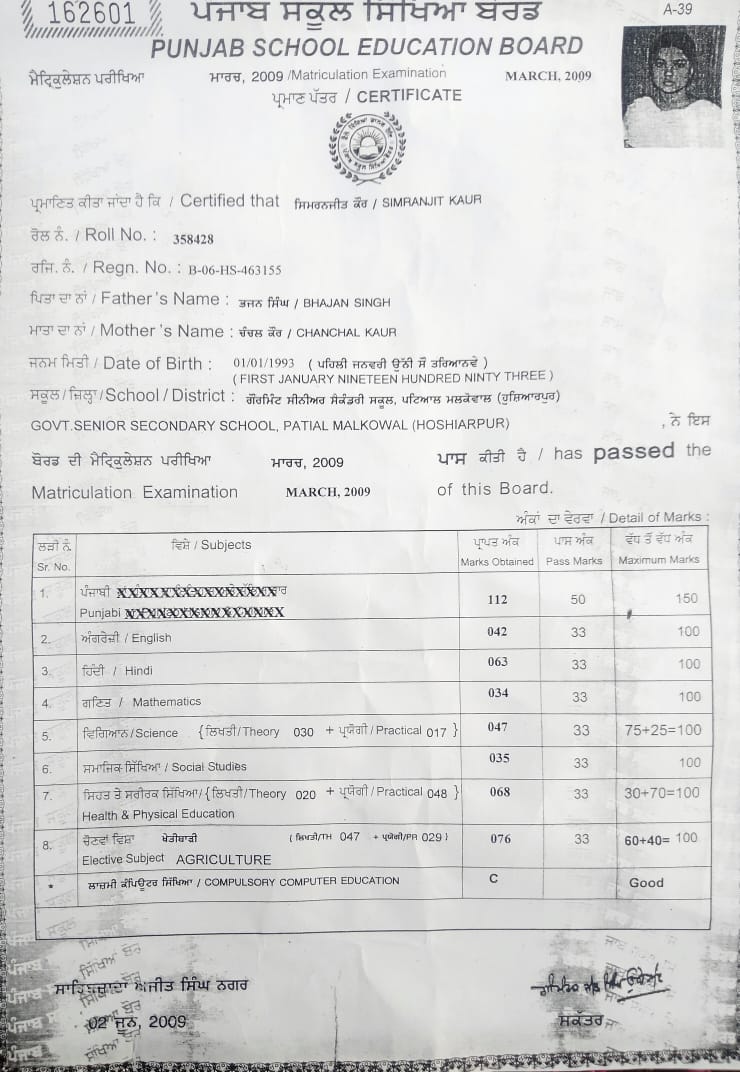 162601
ਪੰਜਾਬ ਸਕੂਲ ਸਿੱਖਿਆ ਬੋਰਡ
A-39
PUNJAB SCHOOL EDUCATION BOARD
ਮੈਟ੍ਰਿਕੁਲੇਸ਼ਨ ਪਰੀਖਿਆ ਮਾਰਚ, 2009 /Matriculation Examination MARCH, 2009
ਪ੍ਰਮਾਣ ਪੱਤਰ / CERTIFICATE
ਪ੍ਰਮਾਣਿਤ ਕੀਤਾ ਜਾਂਦਾ ਹੈ ਕਿ / Certified that ਸਿਮਰਨਜੀਤ ਕੌਰ / SIMRANJIT KAUR
ਰੋਲ ਨੰ. / Roll No. : 358428
ਰਜਿ. ਨੰ. / Regn. No. : B-06-HS-463155
ਪਿਤਾ ਦਾ ਨਾਂ / Father's Name : ਭਜਨ ਸਿੰਘ / BHAJAN SINGH
ਮਾਤਾ ਦਾ ਨਾਂ / Mother's Name : ਚੰਚਲ ਕੌਰ / CHANCHAL KAUR
ਜਨਮ ਮਿਤੀ / Date of Birth : 01/01/1993 ( ਪਹਿਲੀ ਜਨਵਰੀ ਉਨੀ ਸੌ ਤਰਿਆਨਵੇ )
( FIRST JANUARY NINETEEN HUNDRED NINTY THREE )
ਸਕੂਲ/ਜ਼ਿਲ੍ਹਾ/School / District : ਗੌਰਮਿੰਟ ਸੀਨੀਅਰ ਸੈਕੰਡਰੀ ਸਕੂਲ, ਪਟਿਆਲ ਮਲਕੋਵਾਲ (ਹੁਸ਼ਿਆਰਪੁਰ)
GOVT.SENIOR SECONDARY SCHOOL, PATIAL MALKOWAL (HOSHIARPUR) , ਨੇ ਇਸ
ਬੋਰਡ ਦੀ ਮੈਟ੍ਰਿਕੁਲੇਸ਼ਨ ਪਰੀਖਿਆ ਮਾਰਚ, 2009 ਪਾਸ ਕੀਤੀ ਹੈ / has passed the
Matriculation Examination MARCH, 2009 of this Board.
ਅੰਕਾਂ ਦਾ ਵੇਰਵਾ / Detail of Marks :
ਲੜੀ ਨੰ. ਵਿਸ਼ੇ / Subjects ਪ੍ਰਾਪਤ ਅੰਕ ਪਾਸ ਅੰਕ ਵੱਧ ਤੋਂ ਵੱਧ ਅੰਕ
Sr. No. Marks Obtained Pass Marks Maximum Marks
1. ਪੰਜਾਬੀ
Punjabi 112 50 150
2. ਅੰਗਰੇਜ਼ੀ / English 042 33 100
3. ਹਿੰਦੀ / Hindi 063 33 100
4. ਗਣਿਤ / Mathematics 034 33 100
5. ਵਿਗਿਆਨ/Science {ਲਿਖਤੀ/Theory 030 + ਪ੍ਰਯੋਗੀ/Practical 017 } 047 33 75+25=100
6. ਸਮਾਜਿਕ ਸਿੱਖਿਆ / Social Studies 035 33 100
7. ਸਿਹਤ ਤੇ ਸਰੀਰਕ ਸਿੱਖਿਆ/{ਲਿਖਤੀ/Theory 020 + ਪ੍ਰਯੋਗੀ/Practical 048 } 068 33 30+70=100
Health & Physical Education
8. ਚੋਣਵਾਂ ਵਿਸ਼ਾ ਖੇਤੀਬਾੜੀ ( ਲਿਖਤੀ/TH 047 + ਪ੍ਰਯੋਗੀ/PR 029 ) 076 33 60+40= 100
Elective Subject AGRICULTURE
* ਲਾਜ਼ਮੀ ਕੰਪਿਊਟਰ ਸਿੱਖਿਆ / COMPULSORY COMPUTER EDUCATION C Good
ਸਾਹਿਬਜ਼ਾਦਾ ਅਜੀਤ ਸਿੰਘ ਨਗਰ
02 ਜੂਨ, 2009 ਸਕੱਤਰ